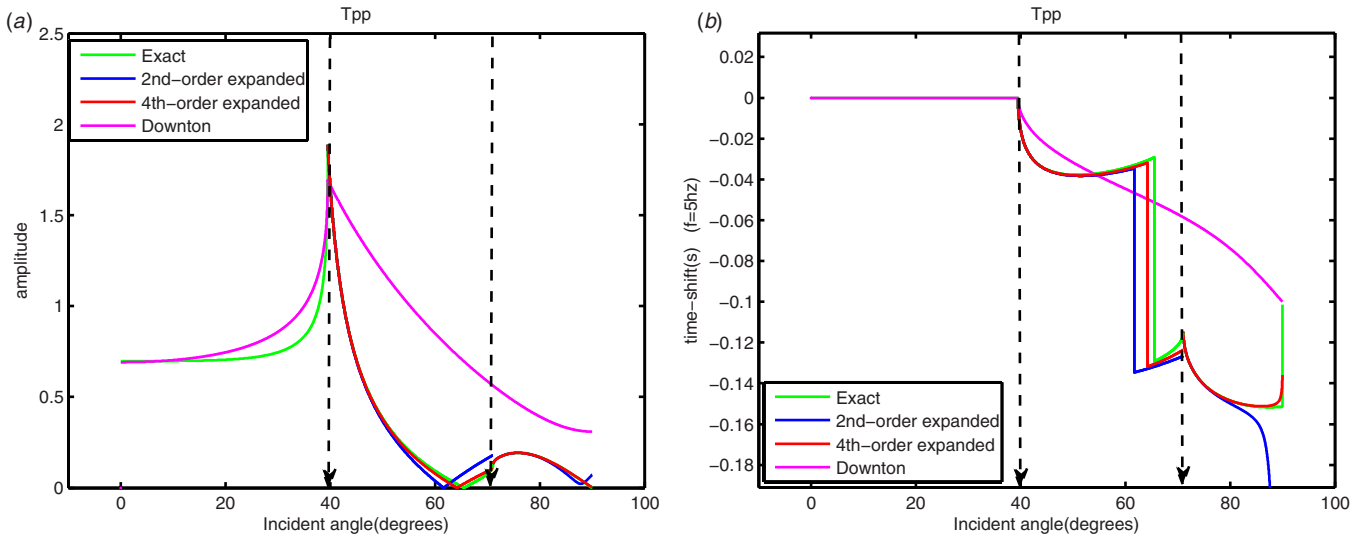 (a)
Tpp
2.5
2
1.5
1
0.5
0
amplitude
Exact
2nd-order expanded
4th-order expanded
Downton
0 20 40 60 80 100
Incident angle(degrees)
(b)
Tpp
0.02
0
-0.02
-0.04
-0.06
-0.08
-0.1
-0.12
-0.14
-0.16
-0.18
time-shift(s) (f=5hz)
Exact
2nd-order expanded
4th-order expanded
Downton
0 20 40 60 80 100
Incident angle(degrees)